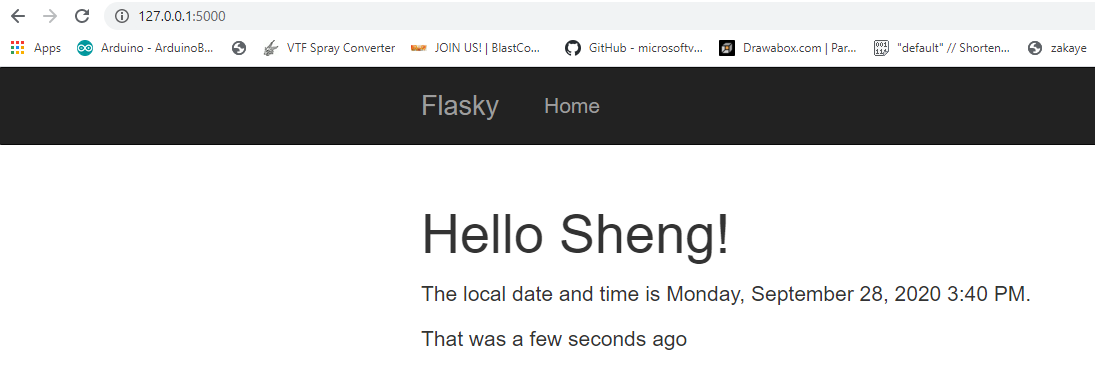 127.0.0.1:5000
Apps Arduino - ArduinoB... VTF Spray Converter JOIN US! | BlastCo... GitHub - microsoftv... Drawabox.com | Par... "default" // Shorten... zakaye
Flasky Home
Hello Sheng!
The local date and time is Monday, September 28, 2020 3:40 PM.
That was a few seconds ago